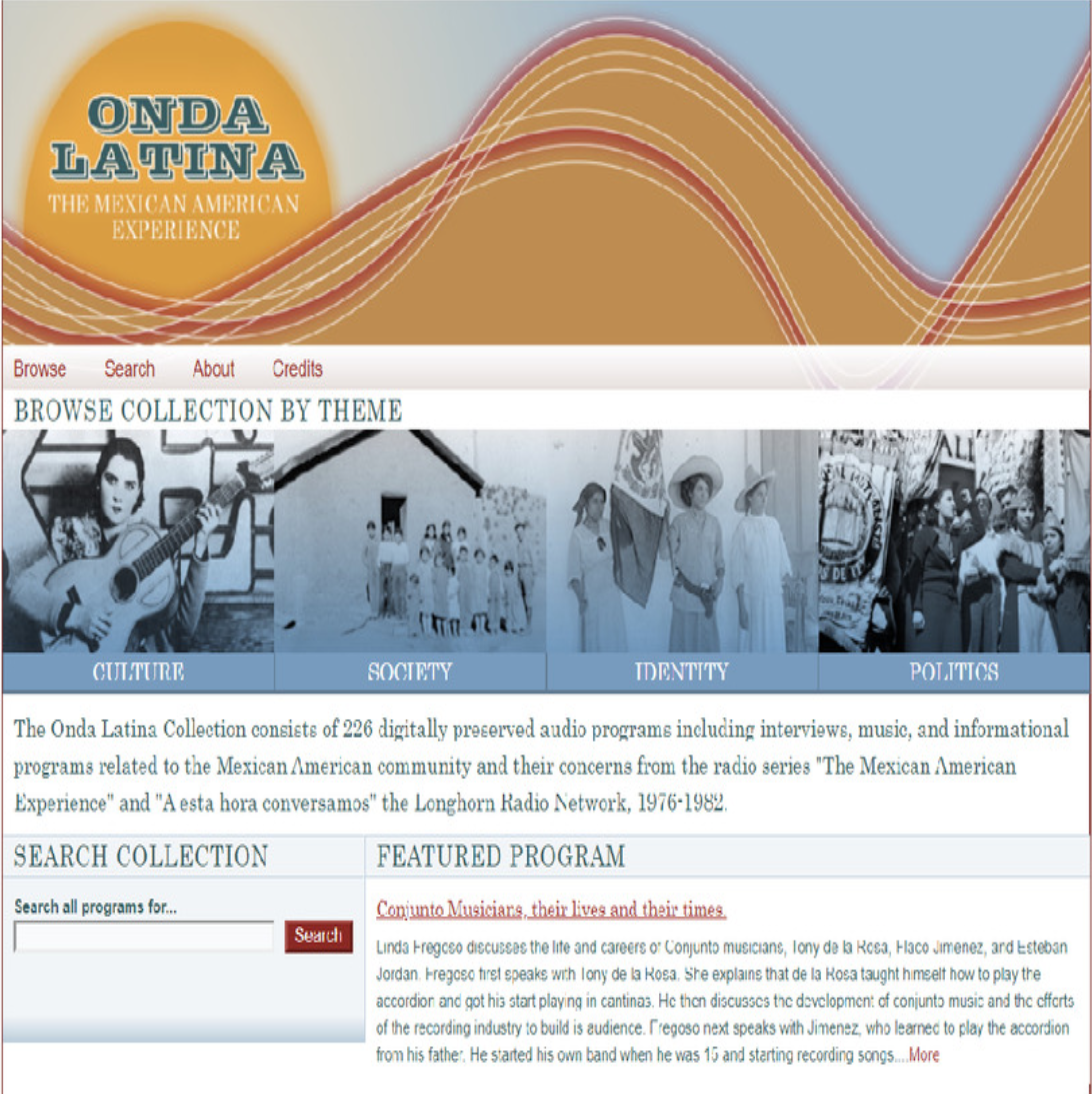 ONDA
LATINA
THE MEXICAN AMERICAN
EXPERIENCE
Browse Search About Credits
BROWSE COLLECTION BY THEME
ALI
S DE L
CULTURE SOCIETY IDENTITY POLITICS
The Onda Latina Collection consists of 226 digitally preserved audio programs including interviews, music, and informational
programs related to the Mexican American community and their concerns from the radio series "The Mexican American
Experience" and "A esta hora conversamos" the Longhorn Radio Network, 1976-1982.
SEARCH COLLECTION
Search all programs for...
Search
FEATURED PROGRAM
Conjunto Musicians, their lives and their times.
Linda Fregoso discusses the life and careers of Conjunto musicians, Tony de la Rosa, Flaco Jimenez, and Esteban
Jordan. Fregoso first speaks with Tony de la Rosa. She explains that de la Rosa taught himself how to play the
accordion and got his start playing in cantinas. He then discusses the development of conjunto music and the efforts
of the recording industry to build is audience. Fregoso next speaks with Jimenez, who learned to play the accordion
from his father. He started his own band when he was 15 and starting recording songs....More